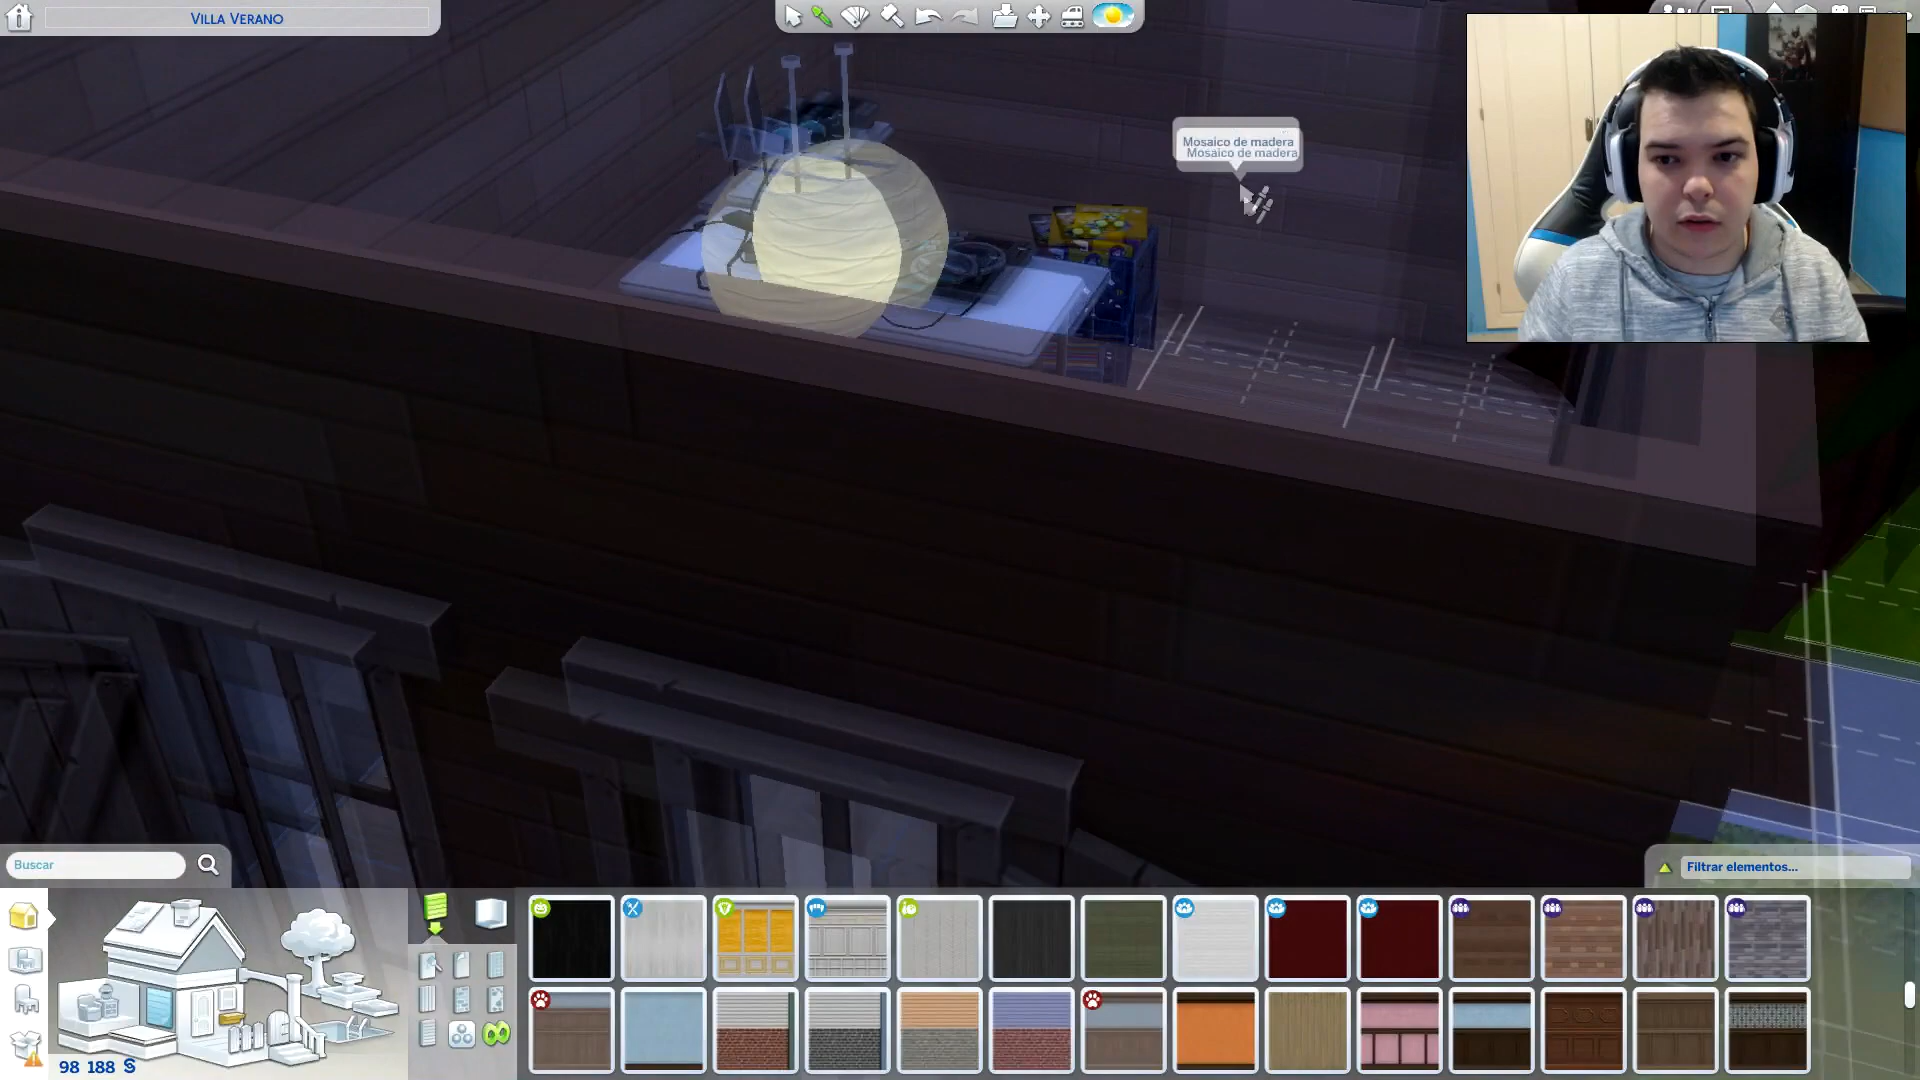 VILLA VERANO
Mosaico de madera
Mosaico de madera
Buscar
Filtrar elementos...
98 188 S